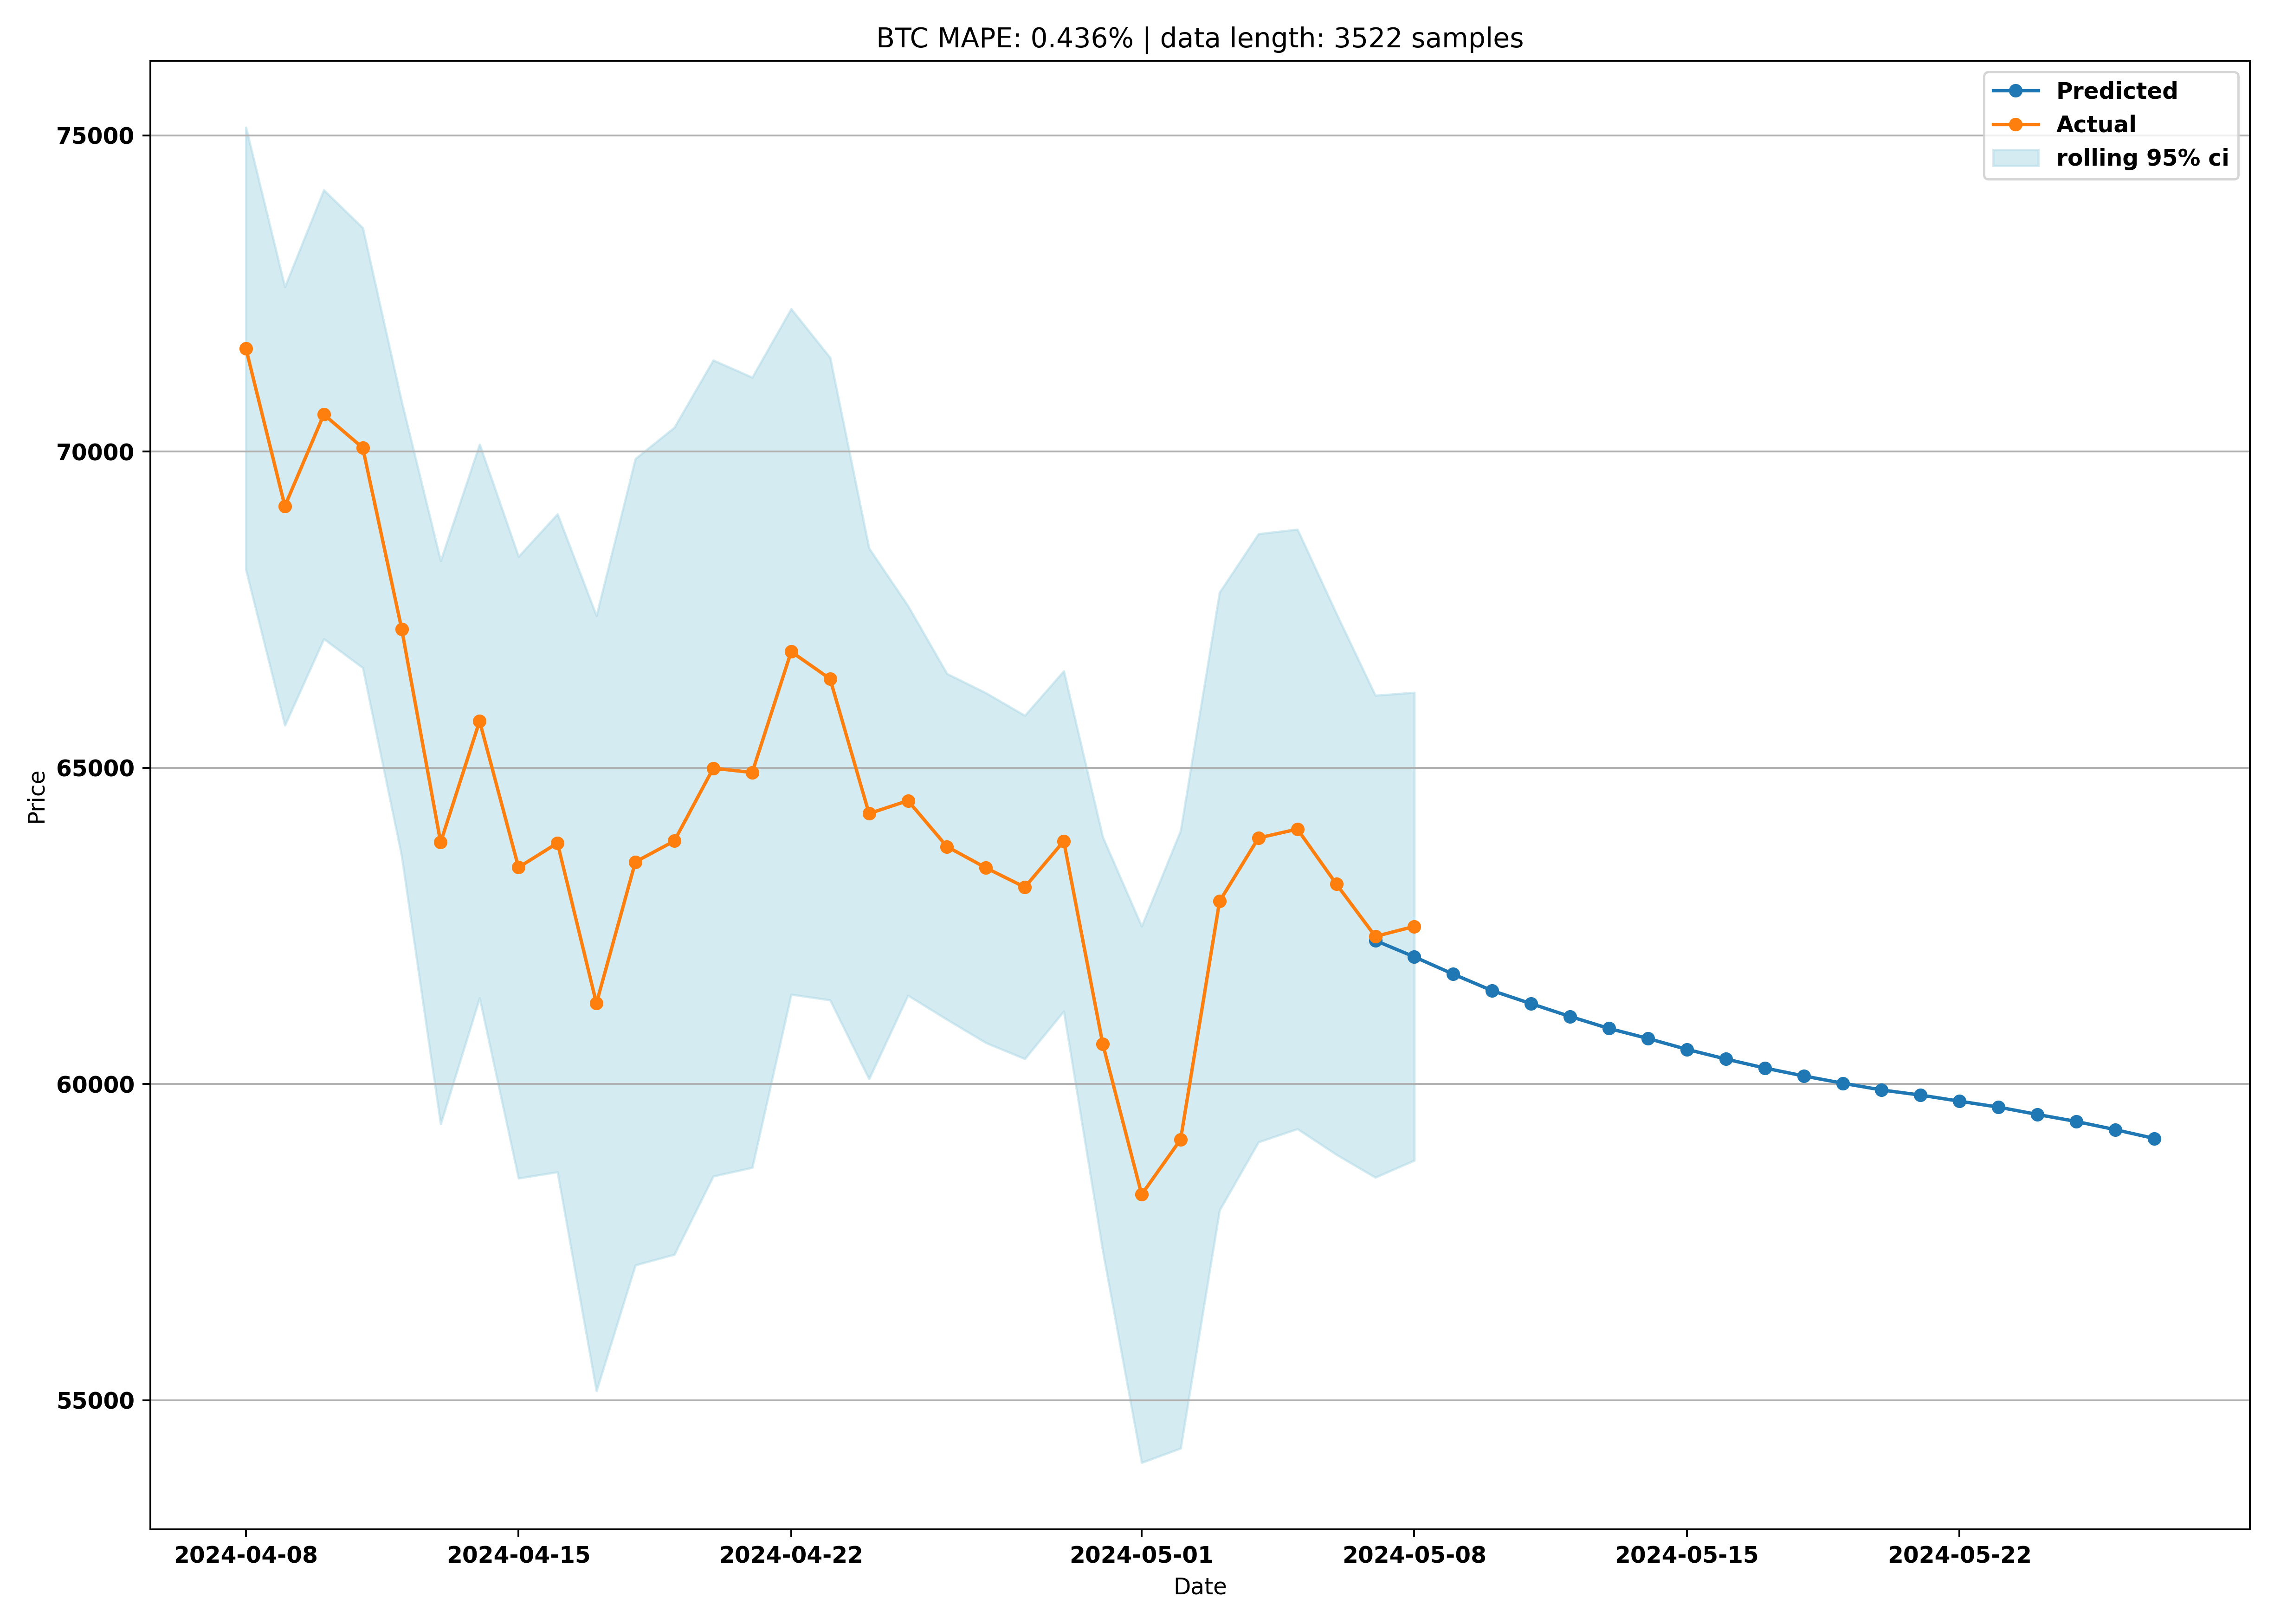 BTC MAPE: 0.436% | data length: 3522 samples
Predicted
Actual
rolling 95% ci
75000
70000
65000
60000
55000
Price
2024-04-08
2024-04-15
2024-04-22
2024-05-01
2024-05-08
2024-05-15
2024-05-22
Date